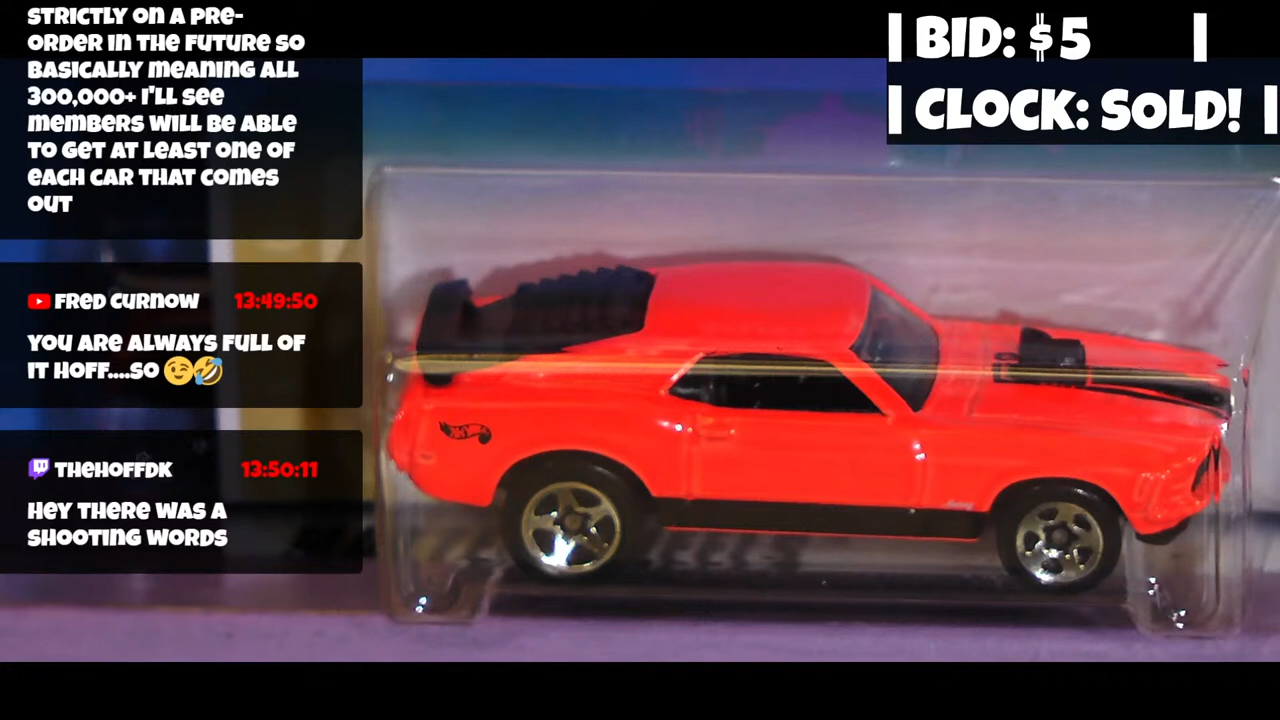 STRICTLY ON A PRE-
ORDER IN THE FUTURE SO
BASICALLY MEANING ALL
300,000+ I'LL SEE
MEMBERS WILL BE ABLE
TO GET AT LEAST ONE OF
EACH CAR THAT COMES
OUT
FRED CURNOW 13:49:50
YOU ARE ALWAYS FULL OF
IT HOFF....SO 😉🤣
THEHOFFDK 13:50:11
HEY THERE WAS A
SHOOTING WORDS
| BID: $5 |
| CLOCK: SOLD! |
Hot Wheels